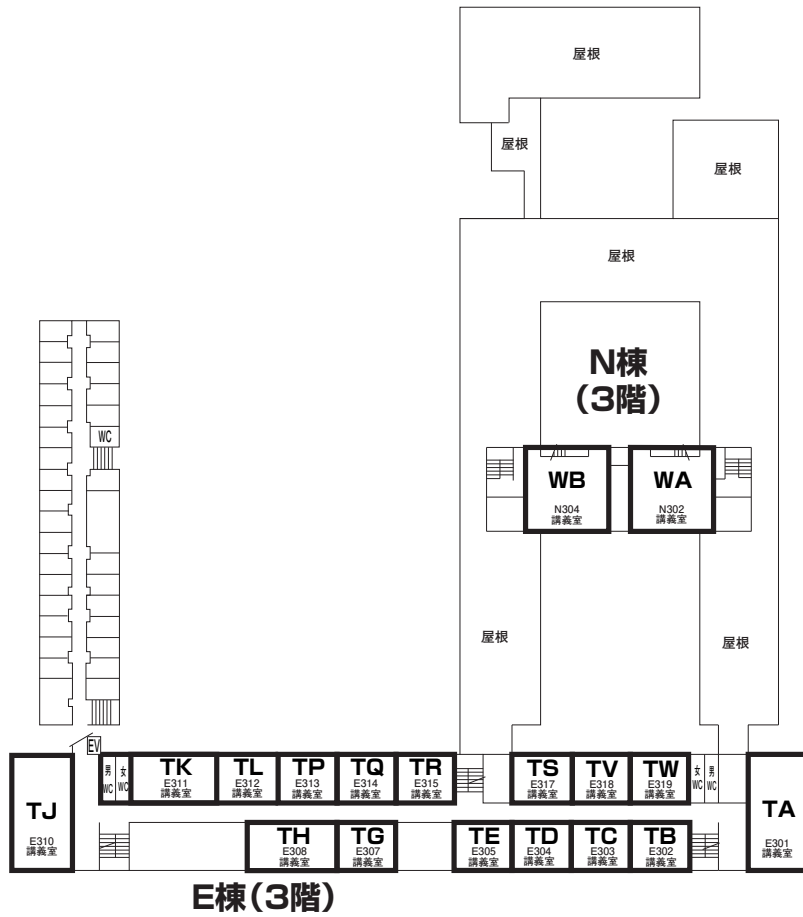 屋根
屋根
屋根
屋根
N棟
(3階)
WC
WB
N304
講義室
WA
N302
講義室
屋根
屋根
EV
男
WC
女
WC
TK
E311
講義室
TL
E312
講義室
TP
E313
講義室
TQ
E314
講義室
TR
E315
講義室
TS
E317
講義室
TV
E318
講義室
TW
E319
講義室
女
WC
男
WC
TJ
E310
講義室
TA
E301
講義室
TH
E308
講義室
TG
E307
講義室
TE
E305
講義室
TD
E304
講義室
TC
E303
講義室
TB
E302
講義室
E棟(3階)